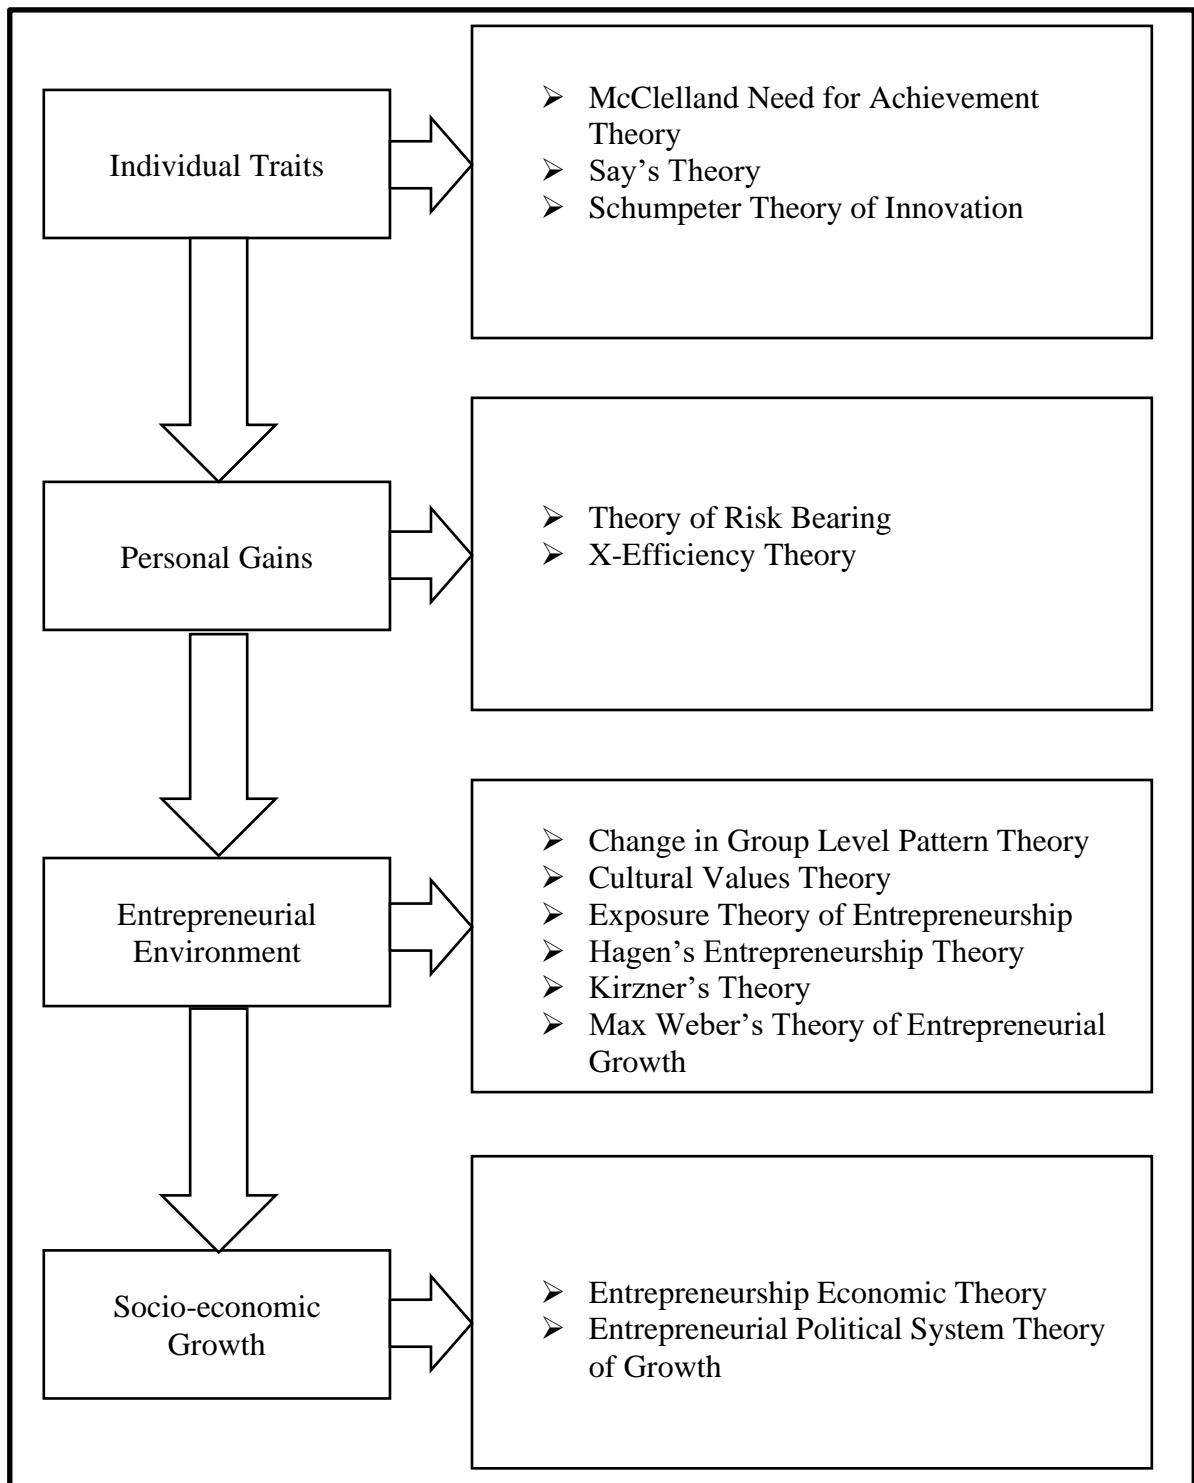 Individual Traits
➢ McClelland Need for Achievement
Theory
➢ Say’s Theory
➢ Schumpeter Theory of Innovation
Personal Gains
➢ Theory of Risk Bearing
➢ X-Efficiency Theory
Entrepreneurial
Environment
➢ Change in Group Level Pattern Theory
➢ Cultural Values Theory
➢ Exposure Theory of Entrepreneurship
➢ Hagen’s Entrepreneurship Theory
➢ Kirzner’s Theory
➢ Max Weber’s Theory of Entrepreneurial
Growth
Socio-economic
Growth
➢ Entrepreneurship Economic Theory
➢ Entrepreneurial Political System Theory
of Growth